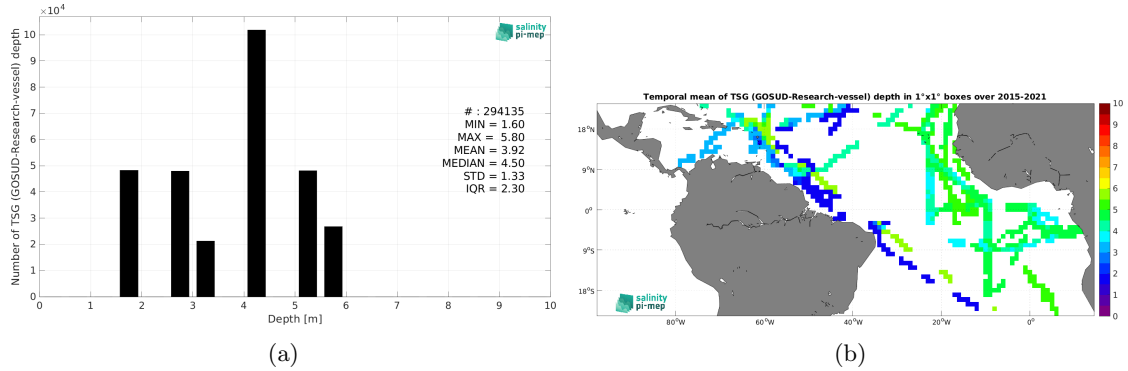 ×10⁴
10
9
8
7
6
5
4
3
2
1
0
Number of TSG (GOSUD-Research-vessel) depth
salinity
pi-mep
# : 294135
MIN = 1.60
MAX = 5.80
MEAN = 3.92
MEDIAN = 4.50
STD = 1.33
IQR = 2.30
0 1 2 3 4 5 6 7 8 9 10
Depth [m]
(a)
Temporal mean of TSG (GOSUD-Research-vessel) depth in 1°x1° boxes over 2015-2021
18°N
9°N
0°
9°S
18°S
salinity
pi-mep
80°W 60°W 40°W 20°W 0°
10
9
8
7
6
5
4
3
2
1
0
(b)